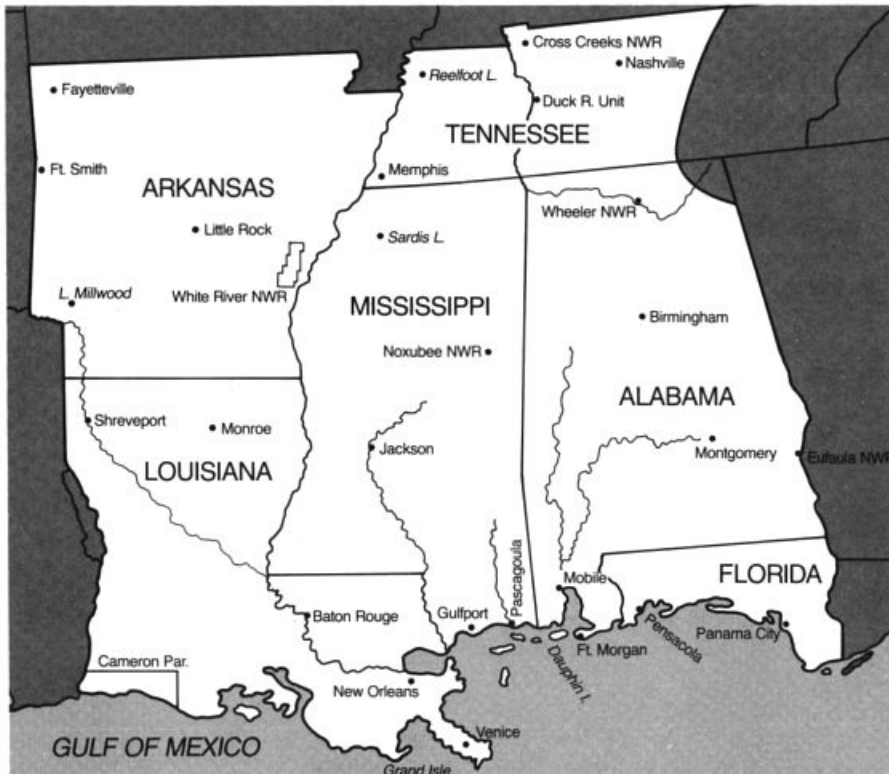 Cross Creeks NWR
Nashville
Reelfoot L.
Fayetteville
Duck R. Unit
TENNESSEE
Ft. Smith
Memphis
ARKANSAS
Wheeler NWR
Little Rock
Sardis L.
L. Millwood
White River NWR
MISSISSIPPI
Birmingham
Noxubee NWR
ALABAMA
Shreveport
Monroe
Jackson
Montgomery
Eufaula NWR
LOUISIANA
Pascagoula
Mobile
FLORIDA
Baton Rouge
Gulfport
Pensacola
Panama City
Ft. Morgan
Dauphin I.
Cameron Par.
New Orleans
Venice
GULF OF MEXICO
Grand Isle